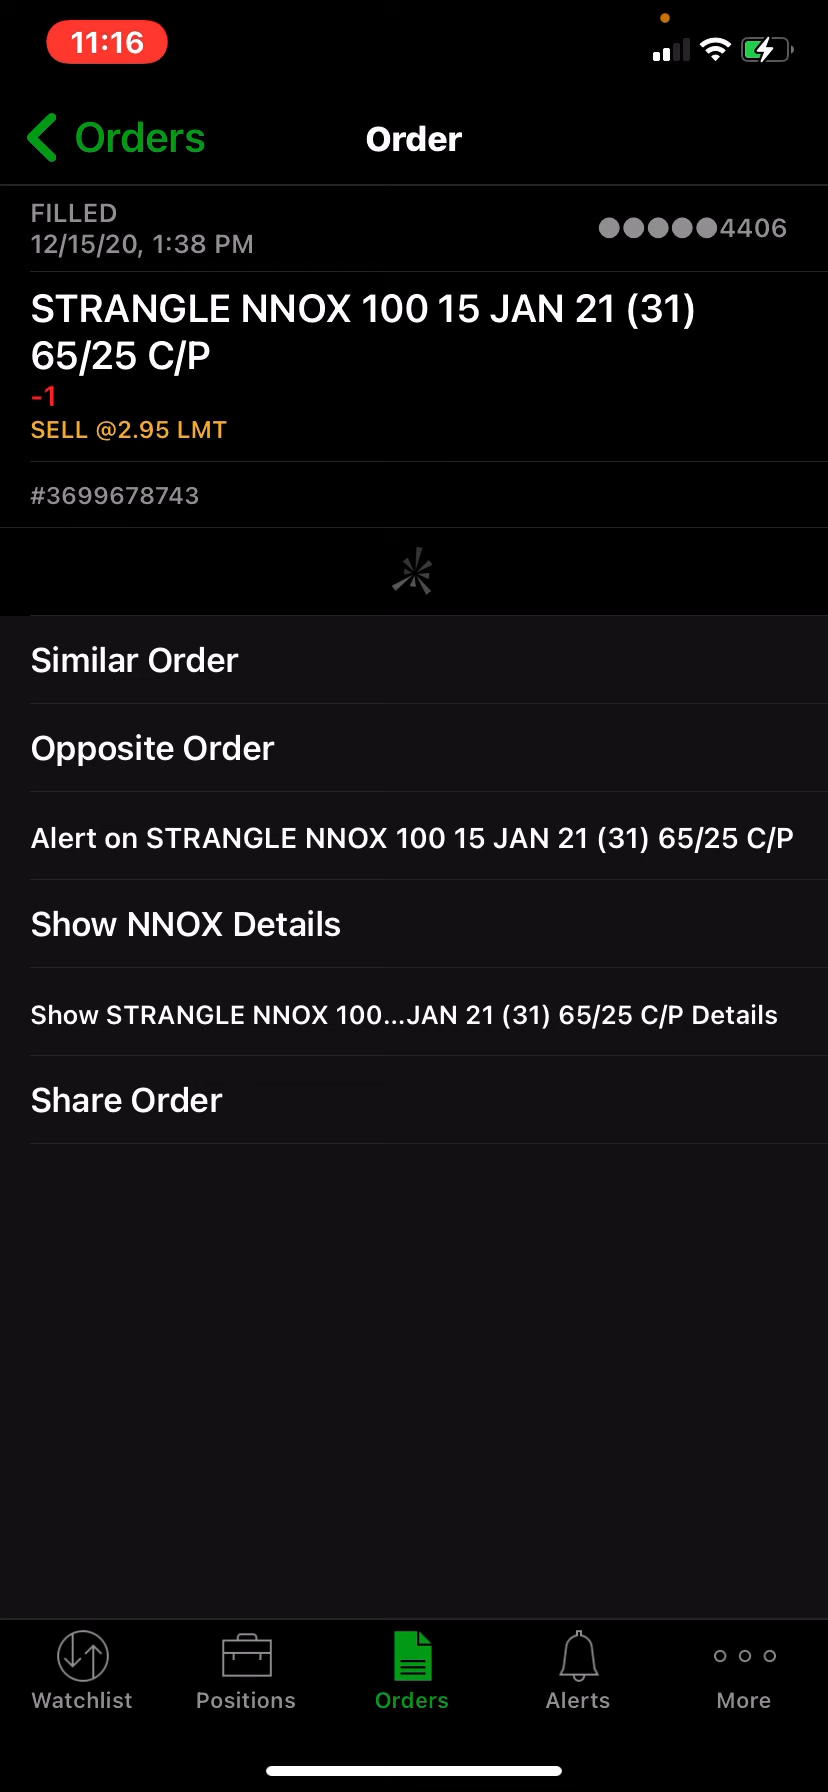 11:16
Orders
Order
FILLED
12/15/20, 1:38 PM
●●●●●4406
STRANGLE NNOX 100 15 JAN 21 (31)
65/25 C/P
-1
SELL @2.95 LMT
#3699678743
Similar Order
Opposite Order
Alert on STRANGLE NNOX 100 15 JAN 21 (31) 65/25 C/P
Show NNOX Details
Show STRANGLE NNOX 100...JAN 21 (31) 65/25 C/P Details
Share Order
Watchlist
Positions
Orders
Alerts
More